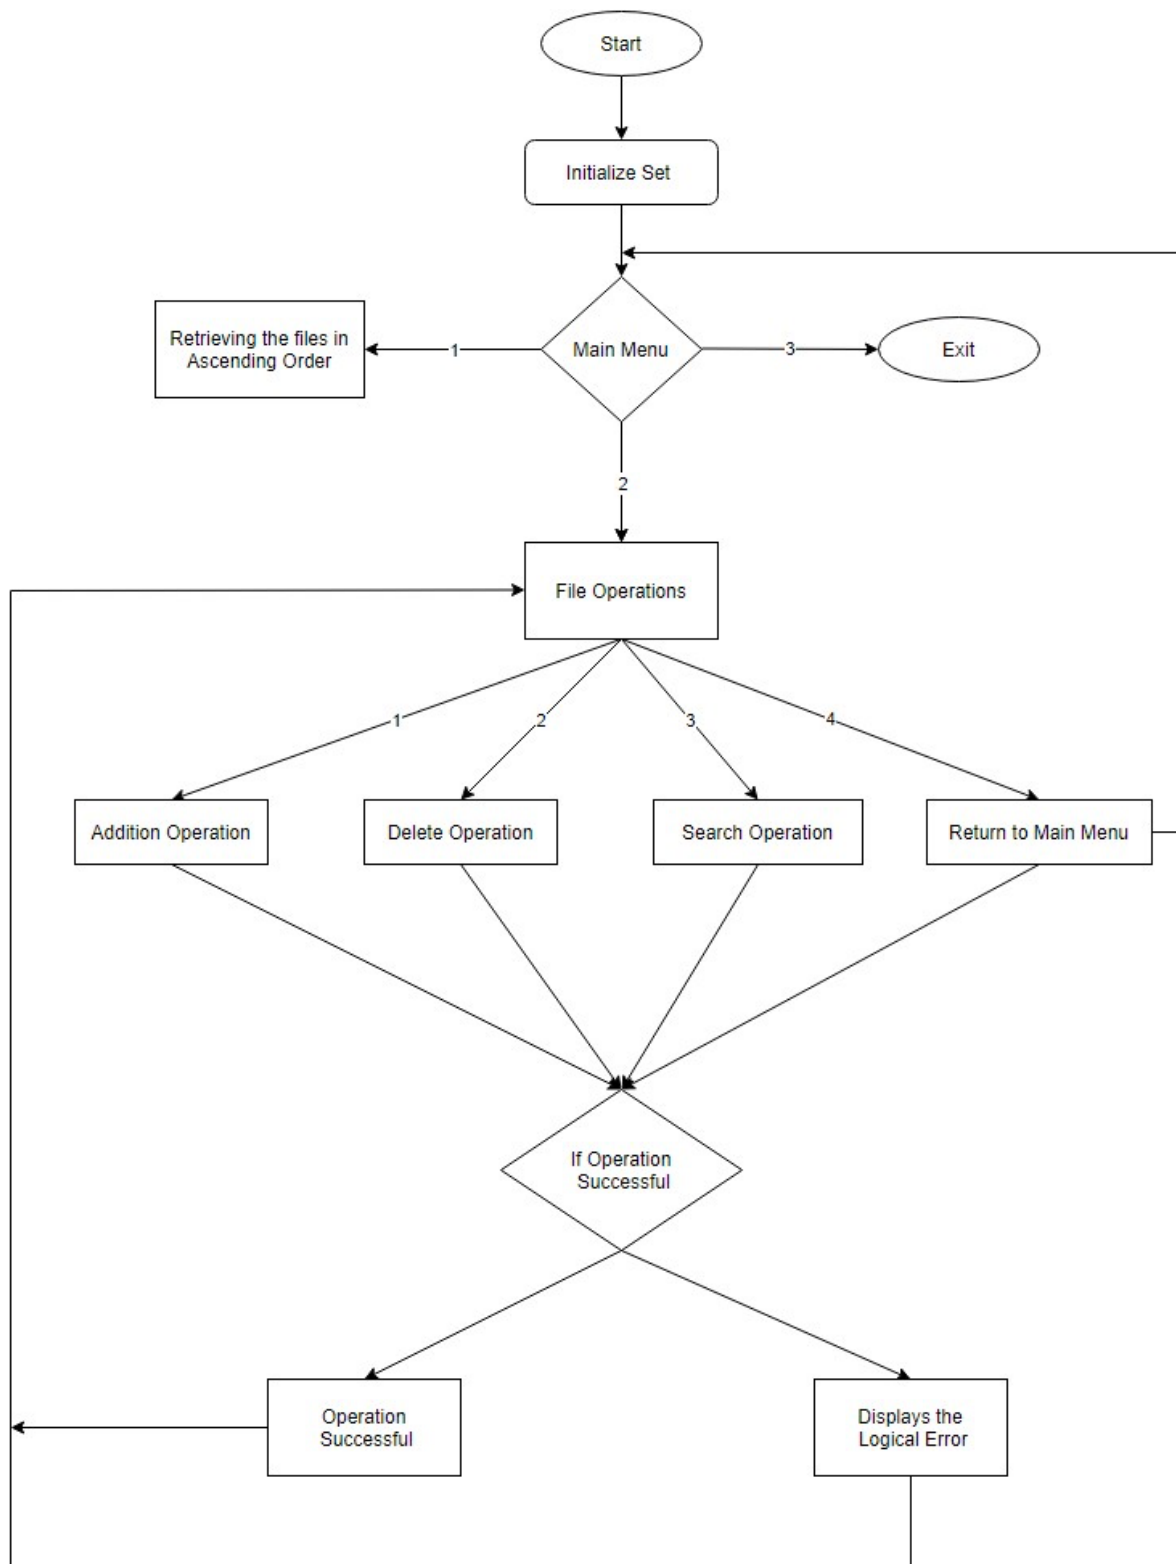 Start
Initialize Set
Retrieving the files in
Ascending Order
1
Main Menu
3
Exit
2
File Operations
1
2
3
4
Addition Operation
Delete Operation
Search Operation
Return to Main Menu
If Operation
Successful
Operation
Successful
Displays the
Logical Error